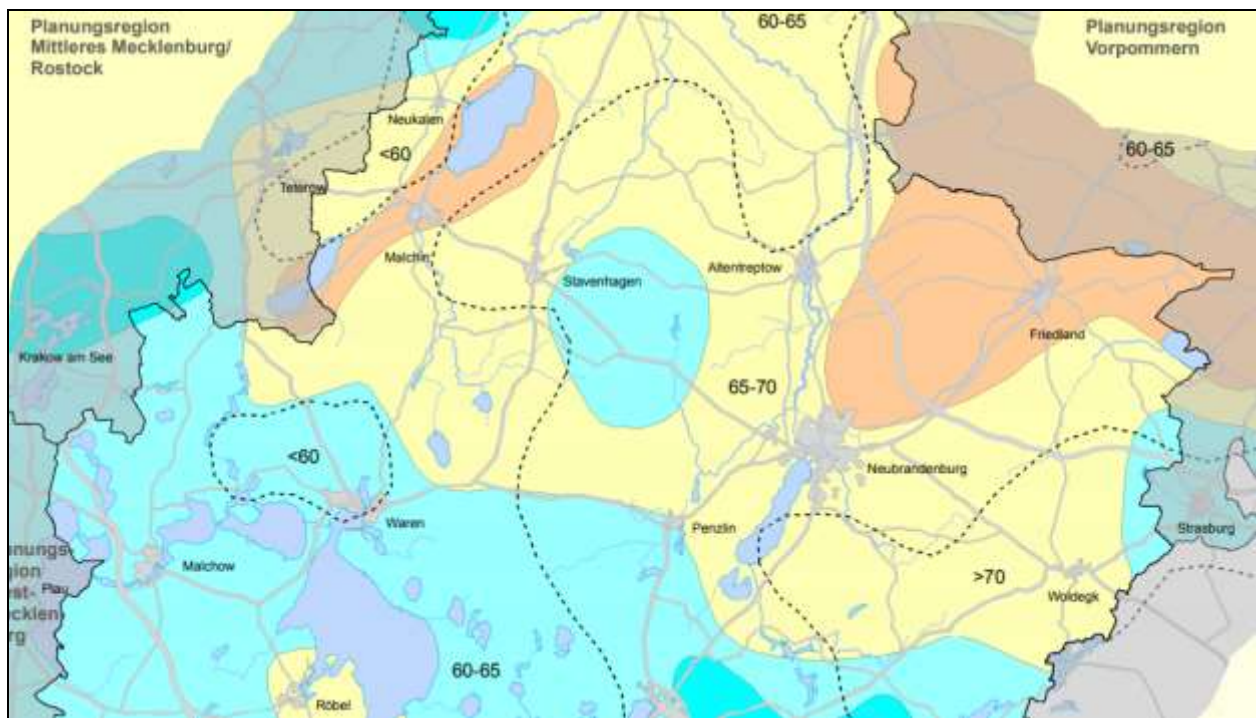 Planungsregion
Mittleres Mecklenburg/
Rostock
60-65
Planungsregion
Vorpommern
Neukalen
<60
60-65
Teterow
Malchin
Stavenhagen
Altentreptow
Friedland
Krakow am See
65-70
<60
Neubrandenburg
Waren
Penzlin
Strasburg
Malchow
>70
Woldegk
Plau
60-65
Röbel